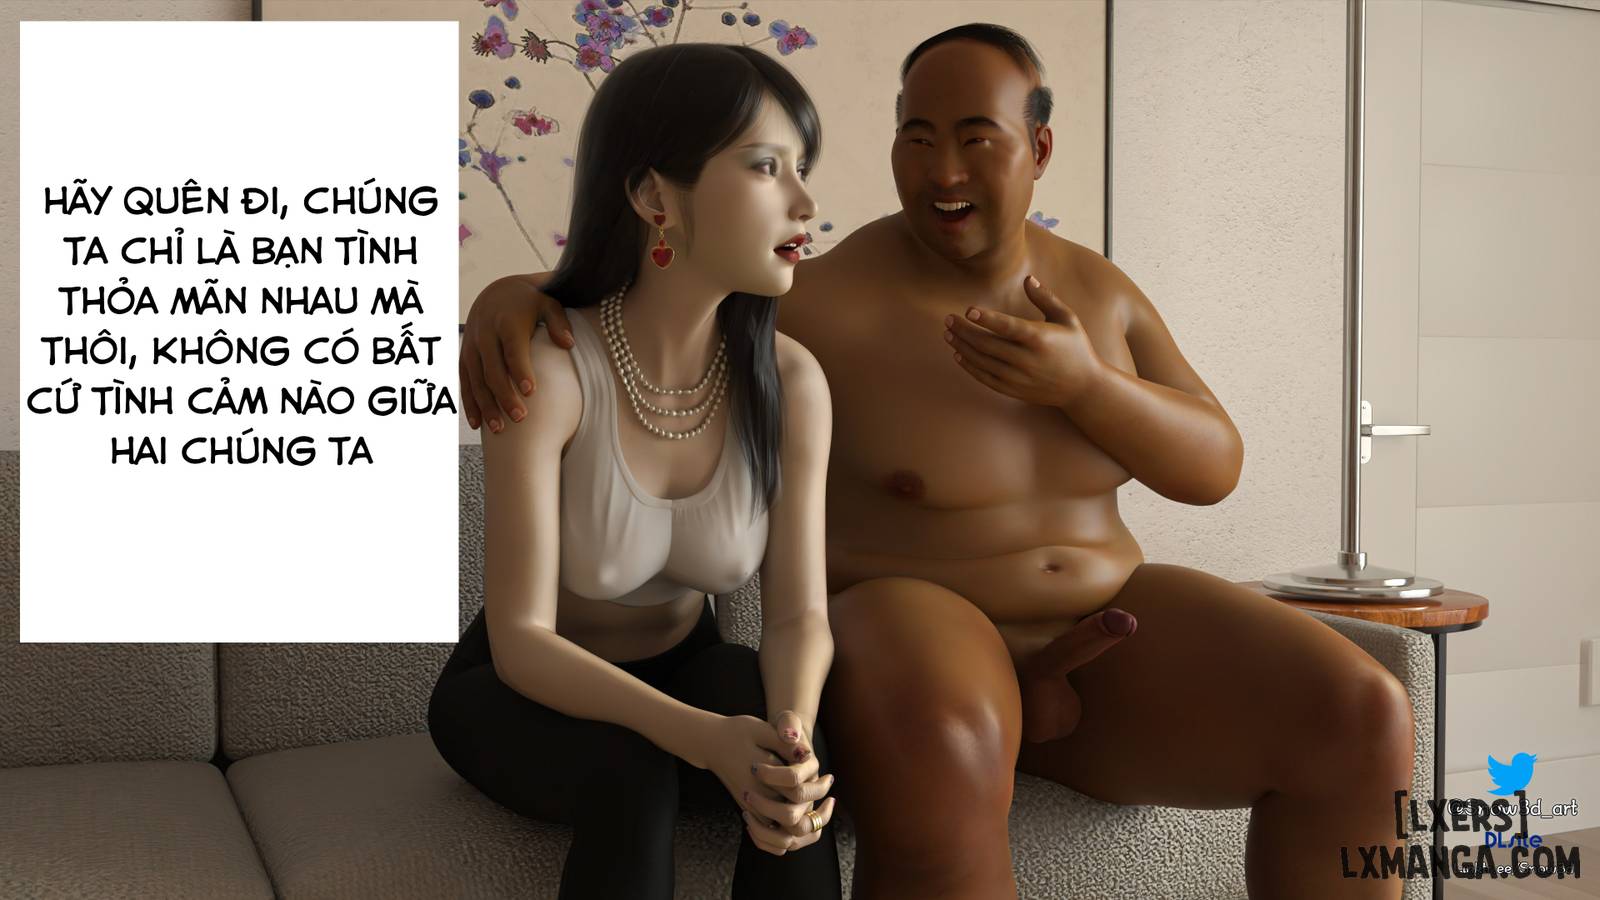 HÃY QUÊN ĐI, CHÚNG
TA CHỈ LÀ BẠN TÌNH
THỎA MÃN NHAU MÀ
THÔI, KHÔNG CÓ BẤT
CỨ TÌNH CẢM NÀO GIỮA
HAI CHÚNG TA
@Snow3d_art
[LXERS]
DLsite
LXMANGA.COM